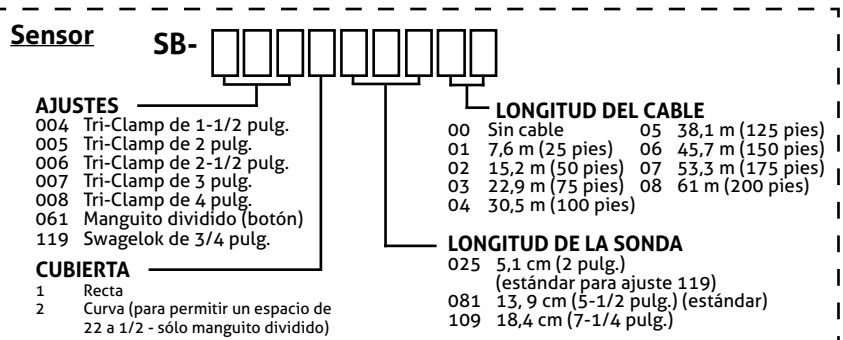 Sensor
SB-
AJUSTES
004 Tri-Clamp de 1-1/2 pulg.
005 Tri-Clamp de 2 pulg.
006 Tri-Clamp de 2-1/2 pulg.
007 Tri-Clamp de 3 pulg.
008 Tri-Clamp de 4 pulg.
061 Manguito dividido (botón)
119 Swagelok de 3/4 pulg.
CUBIERTA
1 Recta
2 Curva (para permitir un espacio de
22 a 1/2 - sólo manguito dividido)
LONGITUD DEL CABLE
00 Sin cable
01 7,6 m (25 pies)
02 15,2 m (50 pies)
03 22,9 m (75 pies)
04 30,5 m (100 pies)
05 38,1 m (125 pies)
06 45,7 m (150 pies)
07 53,3 m (175 pies)
08 61 m (200 pies)
LONGITUD DE LA SONDA
025 5,1 cm (2 pulg.)
(estándar para ajuste 119)
081 13, 9 cm (5-1/2 pulg.) (estándar)
109 18,4 cm (7-1/4 pulg.)